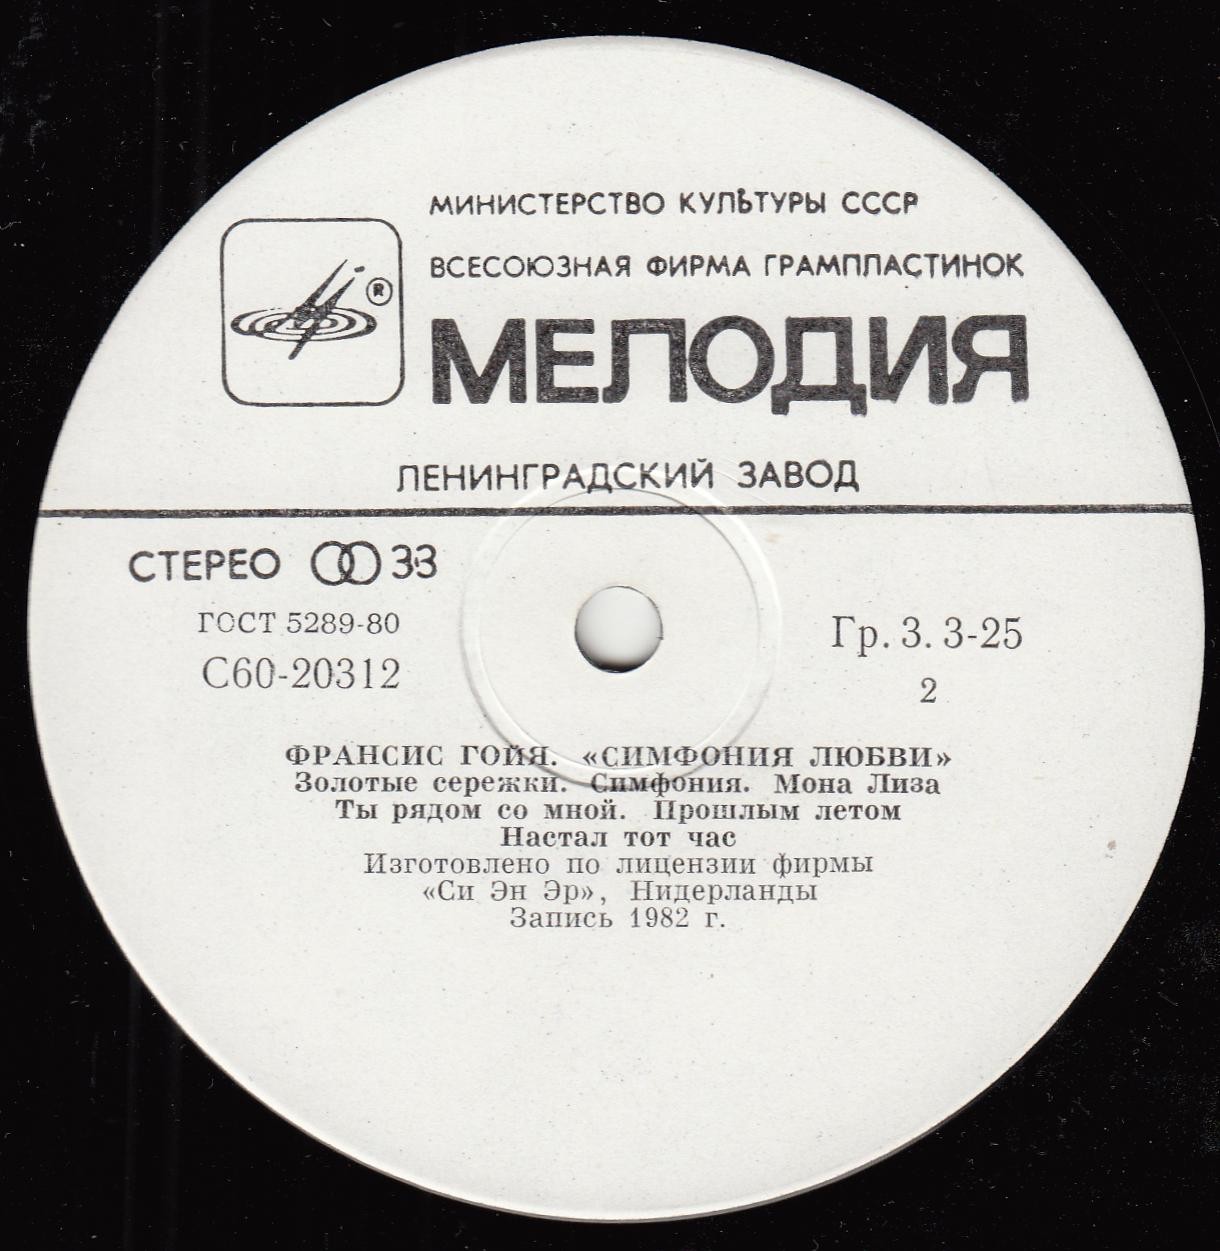 МИНИСТЕРСТВО КУЛЬТУРЫ СССР
ВСЕСОЮЗНАЯ ФИРМА ГРАМПЛАСТИНОК
®
МЕЛОДИЯ
ЛЕНИНГРАДСКИЙ ЗАВОД
СТЕРЕО 33
ГОСТ 5289-80
Гр. 3. 3-25
С60-20312
2
ФРАНСИС ГОЙЯ. «СИМФОНИЯ ЛЮБВИ»
Золотые сережки. Симфония. Мона Лиза
Ты рядом со мной. Прошлым летом
Настал тот час
Изготовлено по лицензии фирмы
«Си Эн Эр», Нидерланды
Запись 1982 г.